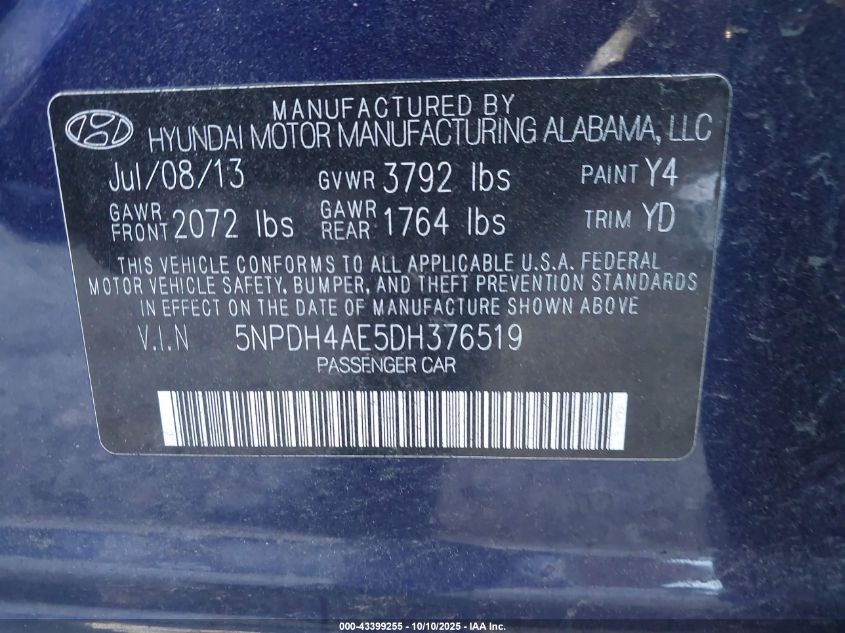 MANUFACTURED BY
HYUNDAI MOTOR MANUFACTURING ALABAMA, LLC
Jul/08/13 GVWR 3792 lbs PAINT Y4
GAWR FRONT 2072 lbs GAWR REAR 1764 lbs TRIM YD
THIS VEHICLE CONFORMS TO ALL APPLICABLE U.S.A. FEDERAL
MOTOR VEHICLE SAFETY, BUMPER, AND THEFT PREVENTION STANDARDS
IN EFFECT ON THE DATE OF MANUFACTURE SHOWN ABOVE
V.I.N 5NPDH4AE5DH376519
PASSENGER CAR
000-43399255 - 10/10/2025 - IAA Inc.